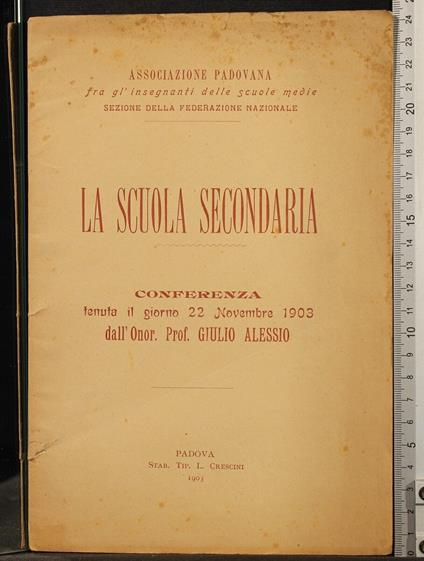 ASSOCIAZIONE PADOVANA
fra gl'insegnanti delle scuole medie
SEZIONE DELLA FEDERAZIONE NAZIONALE
LA SCUOLA SECONDARIA
CONFERENZA
tenuta il giorno 22 Novembre 1903
dall'Onor. Prof. GIULIO ALESSIO
PADOVA
Stab. Tip. L. Crescini
1903